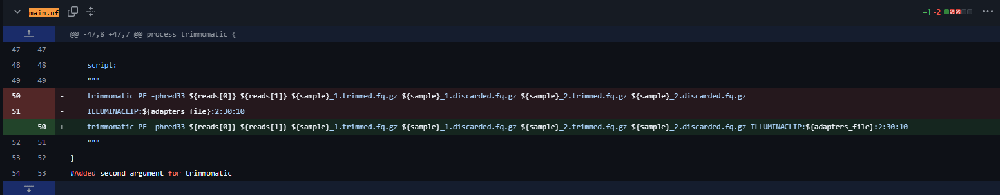 main.nf
+1 -2
@@ -47,8 +47,7 @@ process trimmomatic {
47 47
48 48 script:
49 49 """
50 - trimmomatic PE -phred33 ${reads[0]} ${reads[1]} ${sample}_1.trimmed.fq.gz ${sample}_1.discarded.fq.gz ${sample}_2.trimmed.fq.gz ${sample}_2.discarded.fq.gz
51 - ILLUMINACLIP:${adapters_file}:2:30:10
50 + trimmomatic PE -phred33 ${reads[0]} ${reads[1]} ${sample}_1.trimmed.fq.gz ${sample}_1.discarded.fq.gz ${sample}_2.trimmed.fq.gz ${sample}_2.discarded.fq.gz ILLUMINACLIP:${adapters_file}:2:30:10
52 51 """
53 52 }
54 53 #Added second argument for trimmomatic